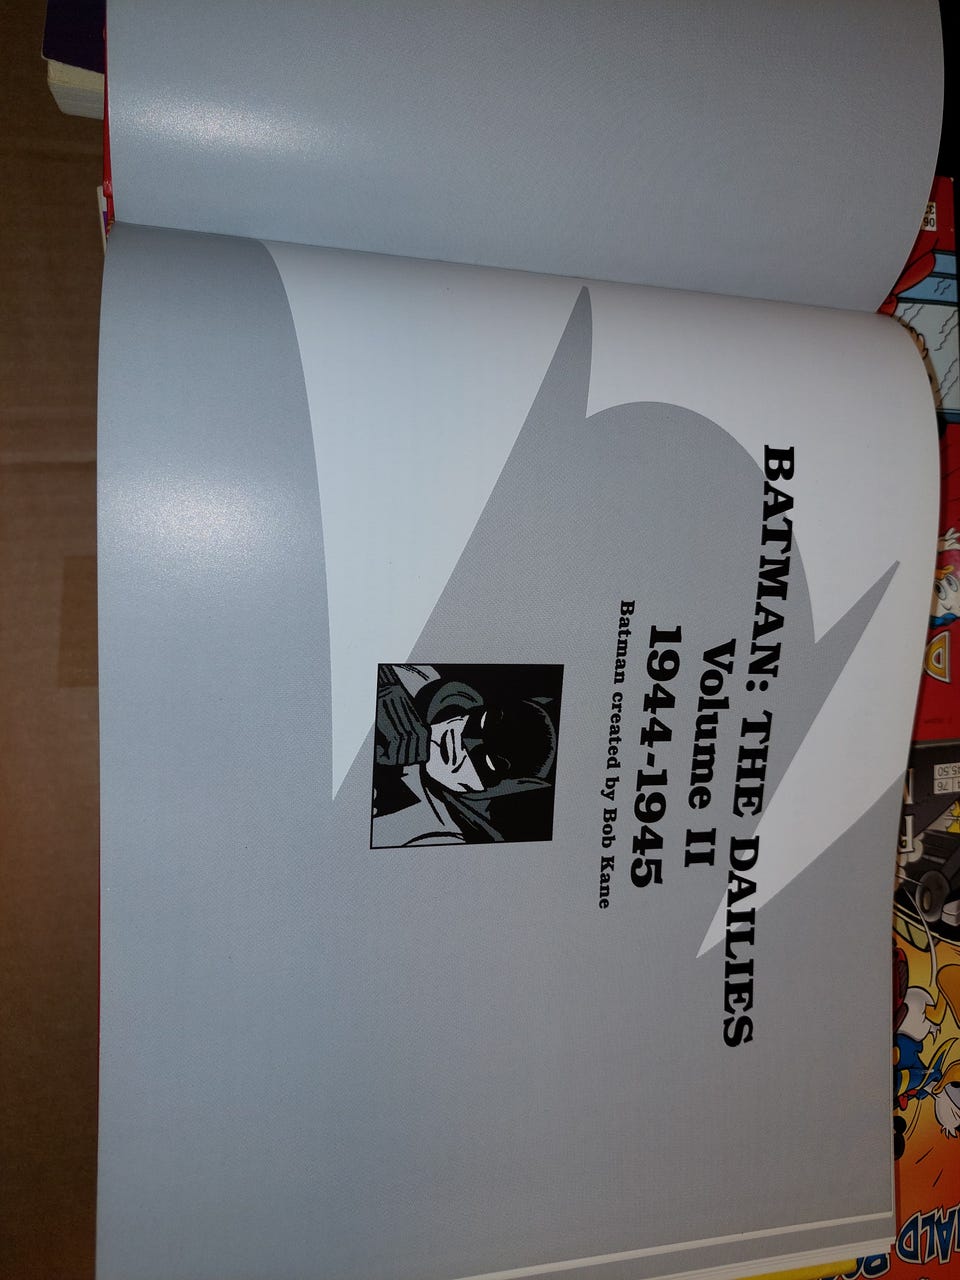 BATMAN: THE DAILIES
Volume II
1944-1945
Batman created by Bob Kane